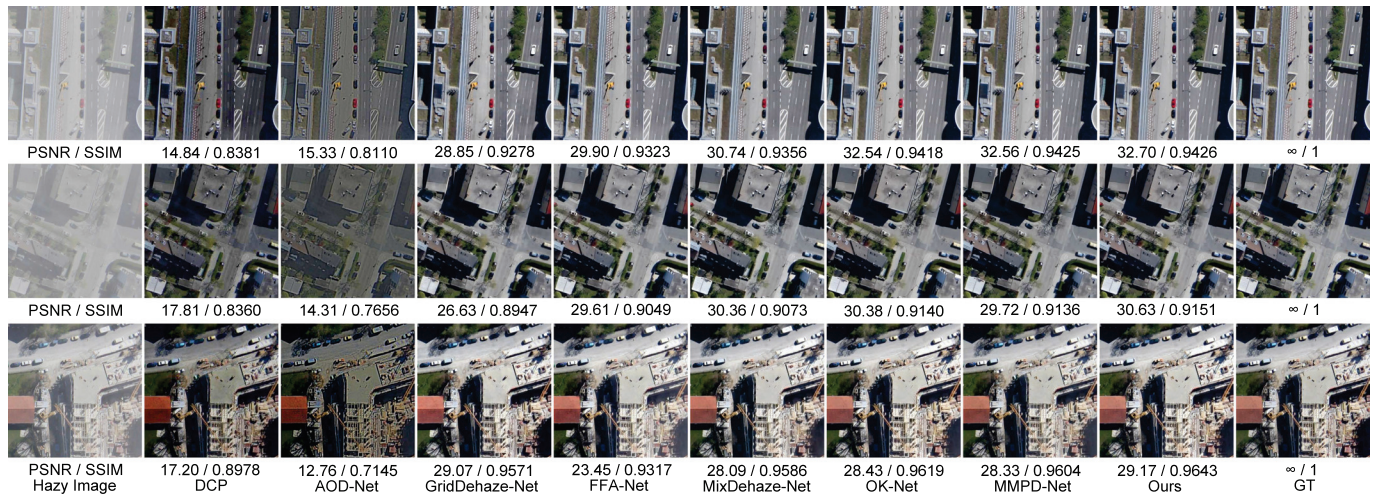 PSNR / SSIM 14.84 / 0.8381 15.33 / 0.8110 28.85 / 0.9278 29.90 / 0.9323 30.74 / 0.9356 32.54 / 0.9418 32.56 / 0.9425 32.70 / 0.9426 ∞ / 1
PSNR / SSIM 17.81 / 0.8360 14.31 / 0.7656 26.63 / 0.8947 29.61 / 0.9049 30.36 / 0.9073 30.38 / 0.9140 29.72 / 0.9136 30.63 / 0.9151 ∞ / 1
PSNR / SSIM 17.20 / 0.8978 12.76 / 0.7145 29.07 / 0.9571 23.45 / 0.9317 28.09 / 0.9586 28.43 / 0.9619 28.33 / 0.9604 29.17 / 0.9643 ∞ / 1
Hazy Image DCP AOD-Net GridDehaze-Net FFA-Net MixDehaze-Net OK-Net MMPD-Net Ours GT